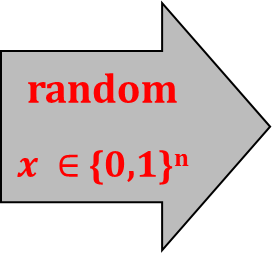 random
x ∈ {0,1}ⁿ